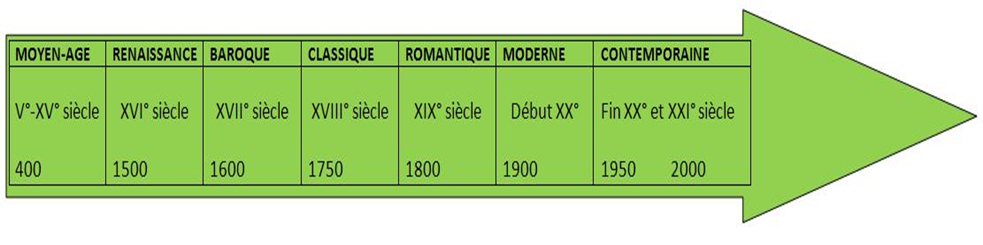 MOYEN-AGE RENAISSANCE BAROQUE CLASSIQUE ROMANTIQUE MODERNE CONTEMPORAINE
V°-XV° siècle XVI° siècle XVII° siècle XVIII° siècle XIX° siècle Début XX° Fin XX° et XXI° siècle
400 1500 1600 1750 1800 1900 1950 2000